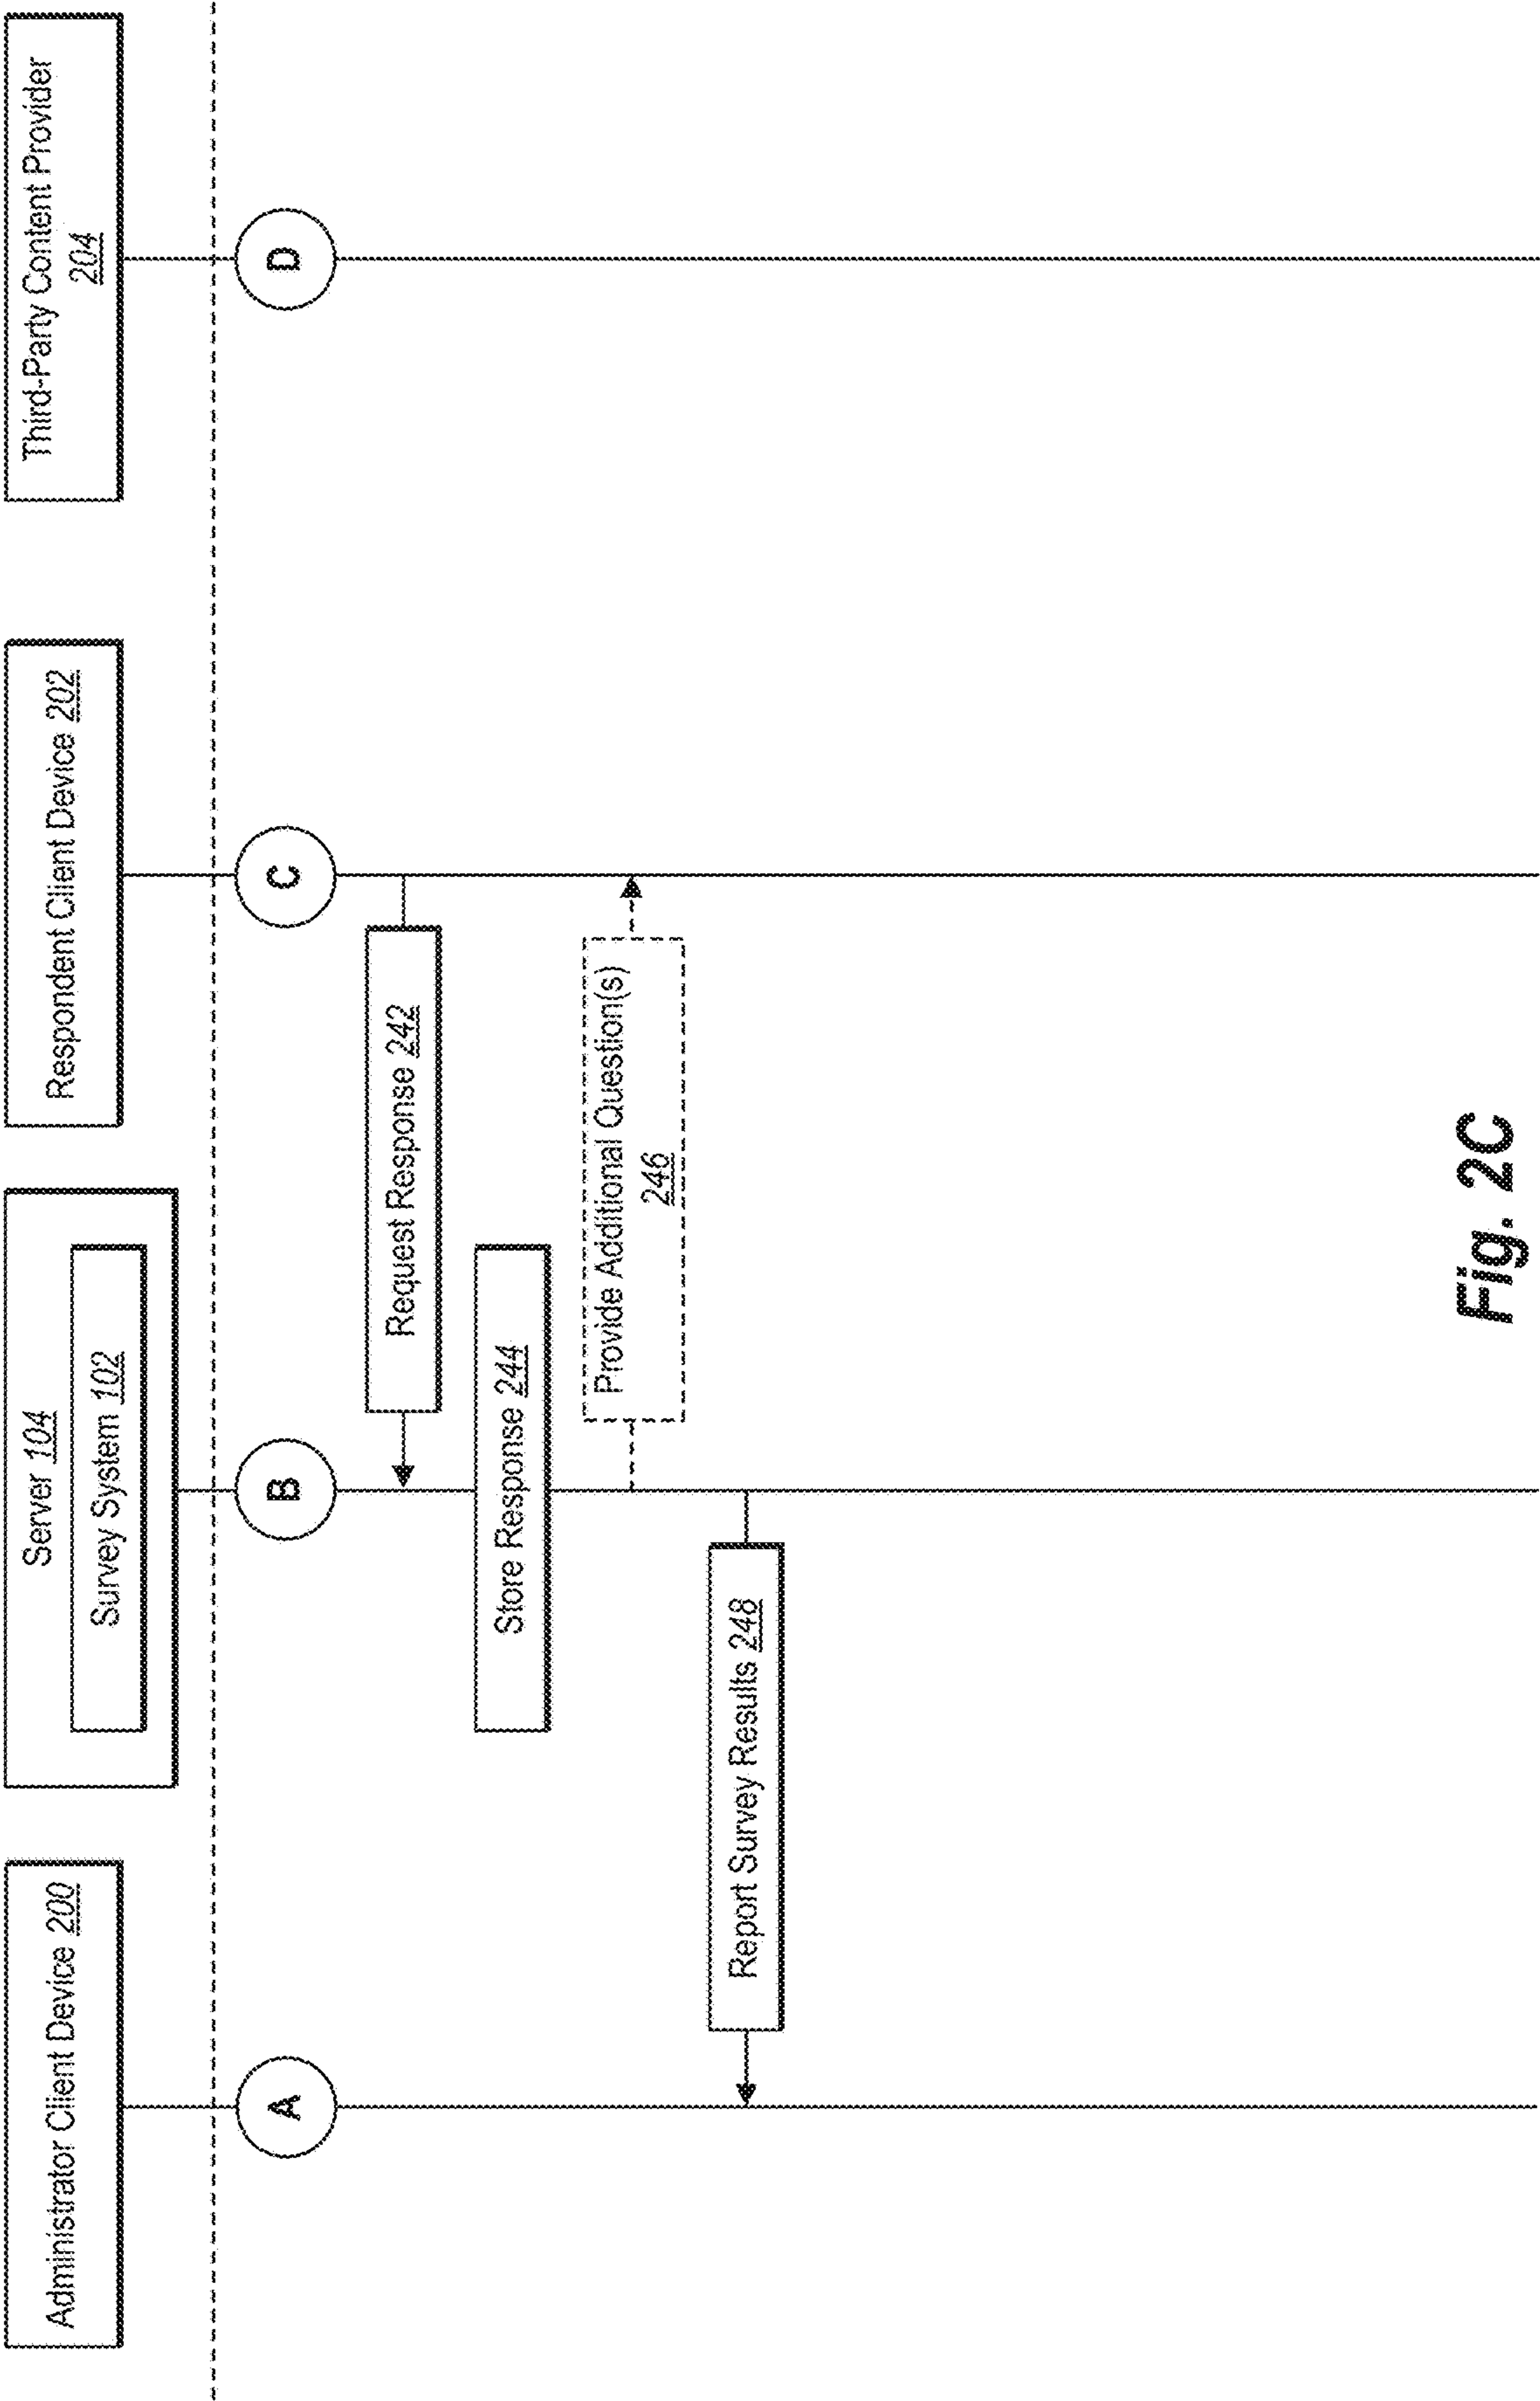 Administrator Client Device 200
Server 104
Survey System 102
Respondent Client Device 202
Third-Party Content Provider
204
A
B
C
D
Request Response 242
Store Response 244
Provide Additional Question(s)
246
Report Survey Results 248
Fig. 2C